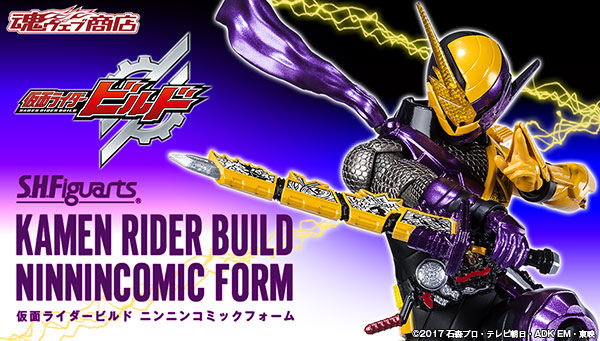 魂ウェブ商店
仮面ライダー
ビルド
KAMEN RIDER BUILD
S.H.Figuarts®
KAMEN RIDER BUILD
NINNINCOMIC FORM
仮面ライダービルド ニンニンコミックフォーム
©2017 石森プロ・テレビ朝日・ADK EM・東映